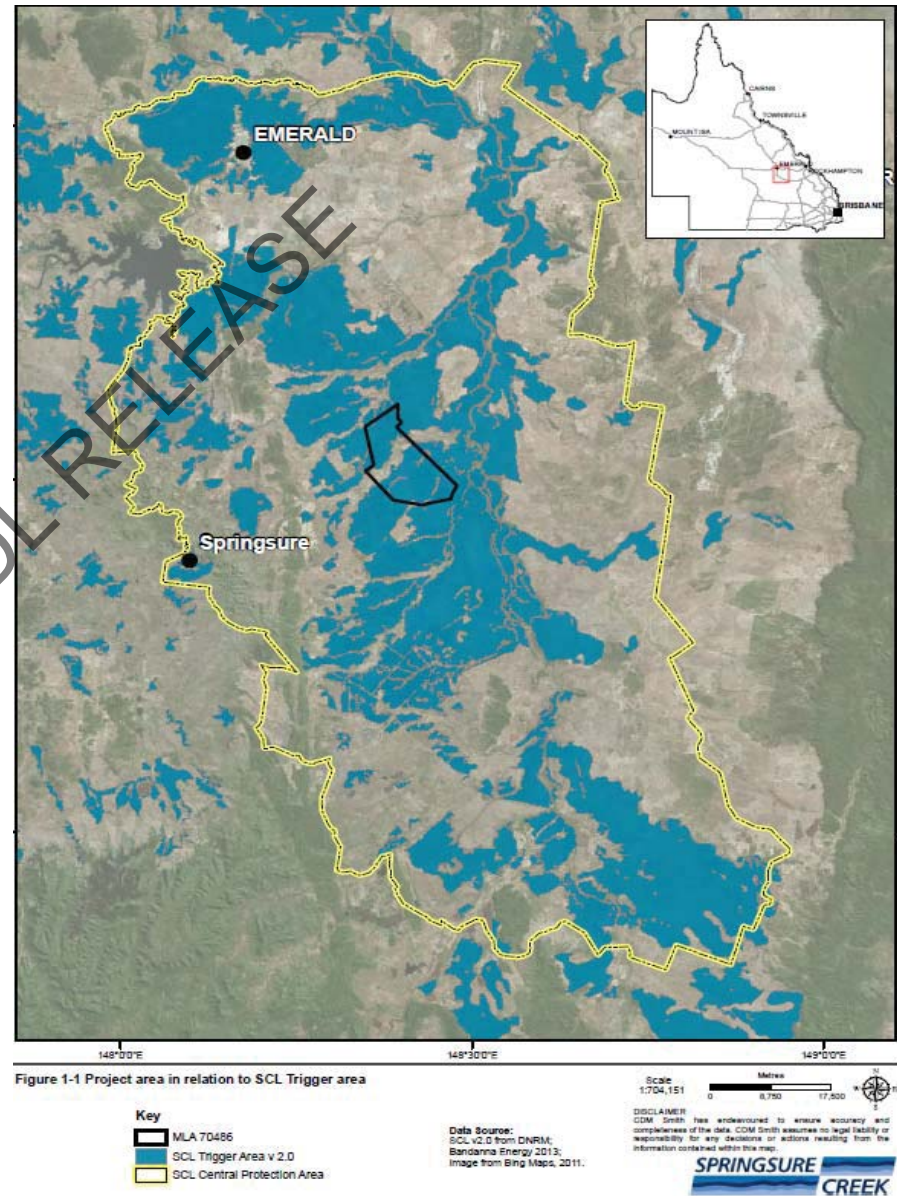 CAIRNS
TOWNSVILLE
MOUNT ISA
BRISBANE
EMERALD
RELEASE
Springsure
148°0'0"E
148°30'0"E
149°0'0"E
Figure 1-1 Project area in relation to SCL Trigger area
Key
MLA 70486
SCL Trigger Area v 2.0
SCL Central Protection Area
Data Source:
SCL v2.0 from DNRM;
Bandanna Energy 2013;
Image from Bing Maps, 2011.
Scale
1:704,151
Metres
0 8,750 17,500
N
E
S
W
DISCLAIMER
CDM Smith has endeavoured to ensure accuracy and
completeness of the data. CDM Smith assumes no legal liability or
responsibility for any decisions or actions resulting from the
information contained within this map.
SPRINGSURE
CREEK